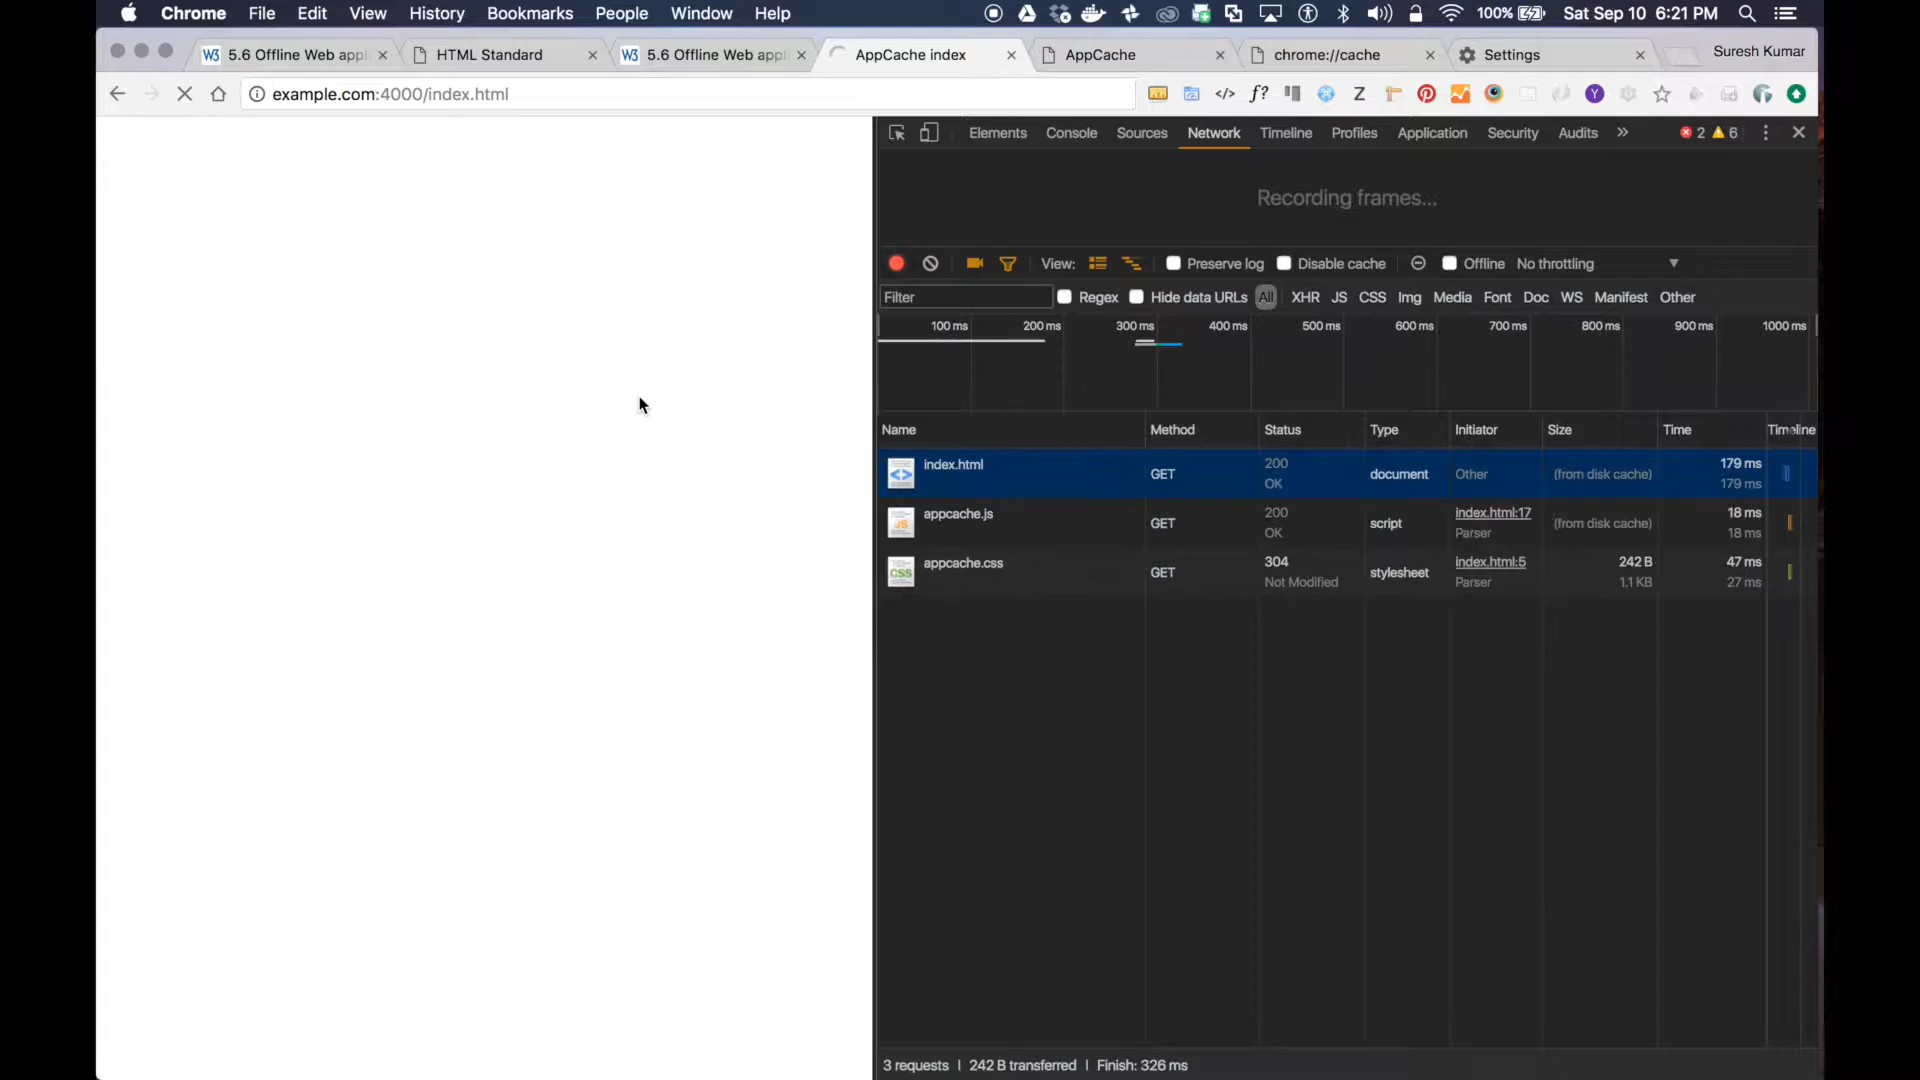 Chrome File Edit View History Bookmarks People Window Help 100% Sat Sep 10 6:21 PM
5.6 Offline Web appl HTML Standard 5.6 Offline Web appl AppCache index AppCache chrome://cache Settings Suresh Kumar
example.com:4000/index.html
Elements Console Sources Network Timeline Profiles Application Security Audits » 2 6
Recording frames...
View: Preserve log Disable cache Offline No throttling
Filter Regex Hide data URLs All XHR JS CSS Img Media Font Doc WS Manifest Other
100 ms 200 ms 300 ms 400 ms 500 ms 600 ms 700 ms 800 ms 900 ms 1000 ms
Name Method Status Type Initiator Size Time Timeline
index.html GET 200 OK document Other (from disk cache) 179 ms 179 ms
appcache.js GET 200 OK script index.html:17 Parser (from disk cache) 18 ms 18 ms
appcache.css GET 304 Not Modified stylesheet index.html:5 Parser 242 B 1.1 KB 47 ms 27 ms
3 requests | 242 B transferred | Finish: 326 ms